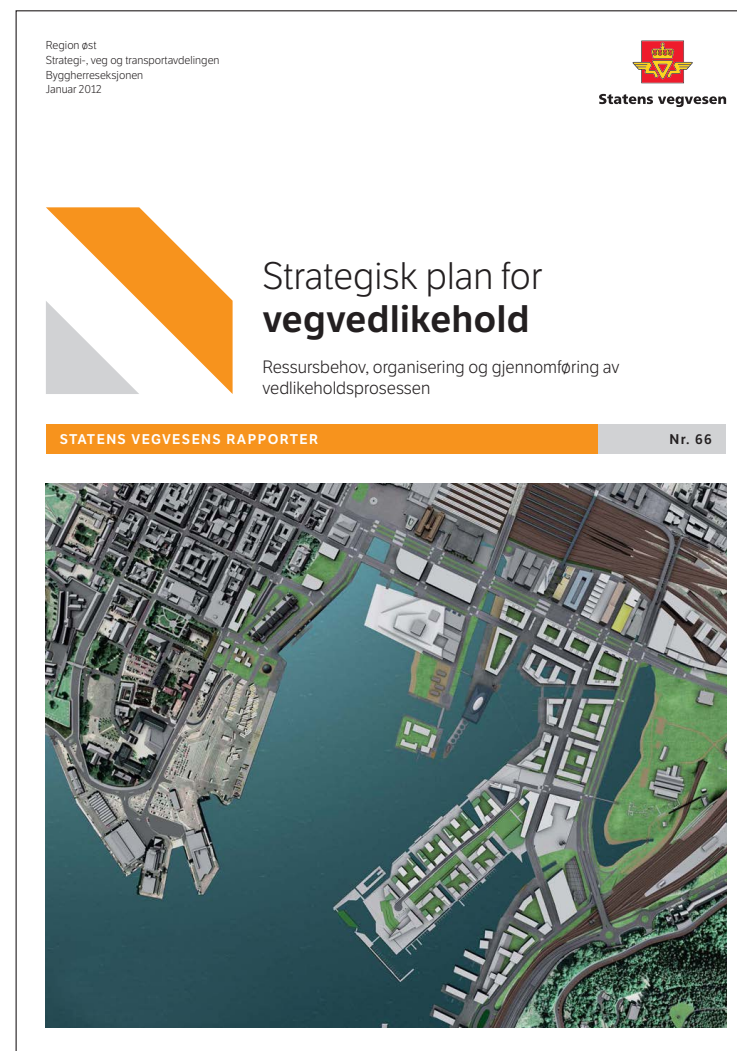 Region øst
Strategi-, veg og transportavdelingen
Byggherreseksjonen
Januar 2012
Statens vegvesen
Strategisk plan for
vegvedlikehold
Ressursbehov, organisering og gjennomføring av
vedlikeholdsprosessen
STATENS VEGVESENS RAPPORTER
Nr. 66